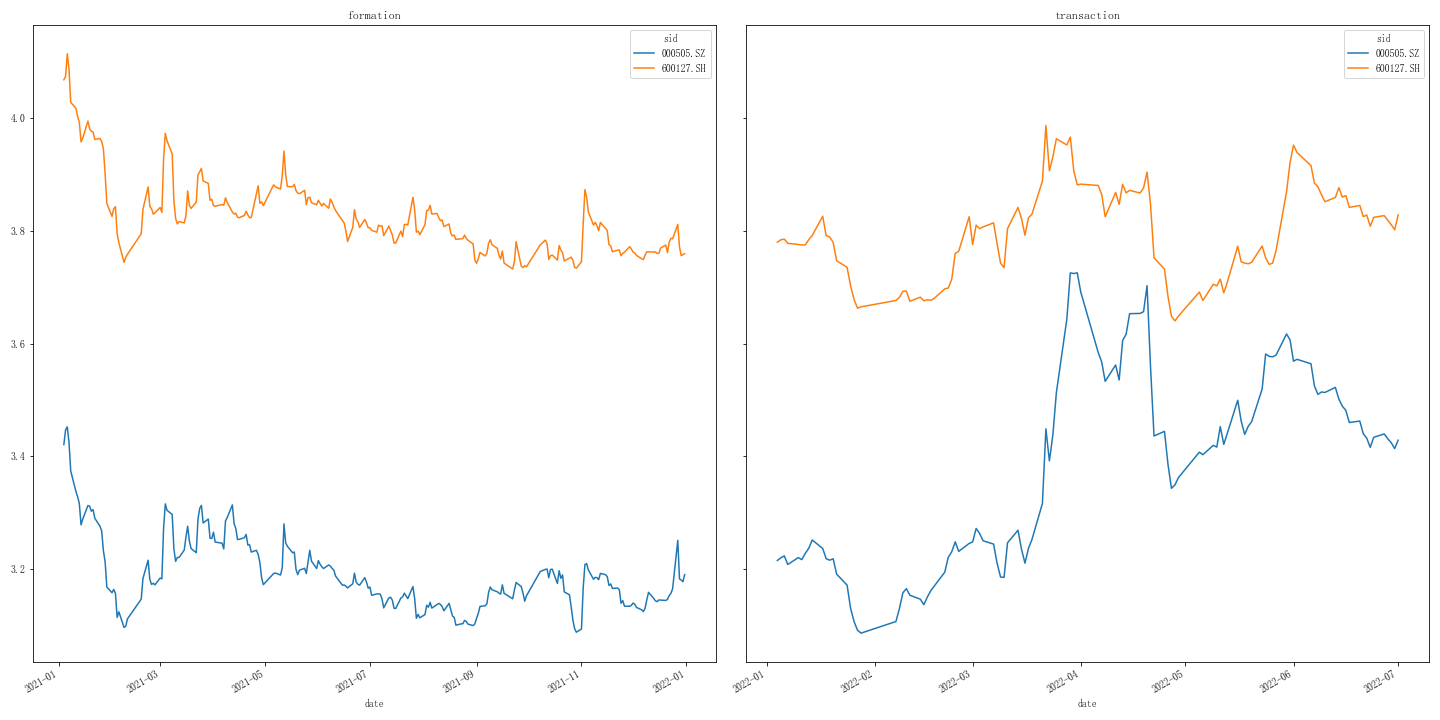 formation
sid
000505.SZ
600127.SH
4.0
3.8
3.6
3.4
3.2
2021-01
2021-03
2021-05
2021-07
2021-09
2021-11
2022-01
date
transaction
sid
000505.SZ
600127.SH
2022-01
2022-02
2022-03
2022-04
2022-05
2022-06
2022-07
date